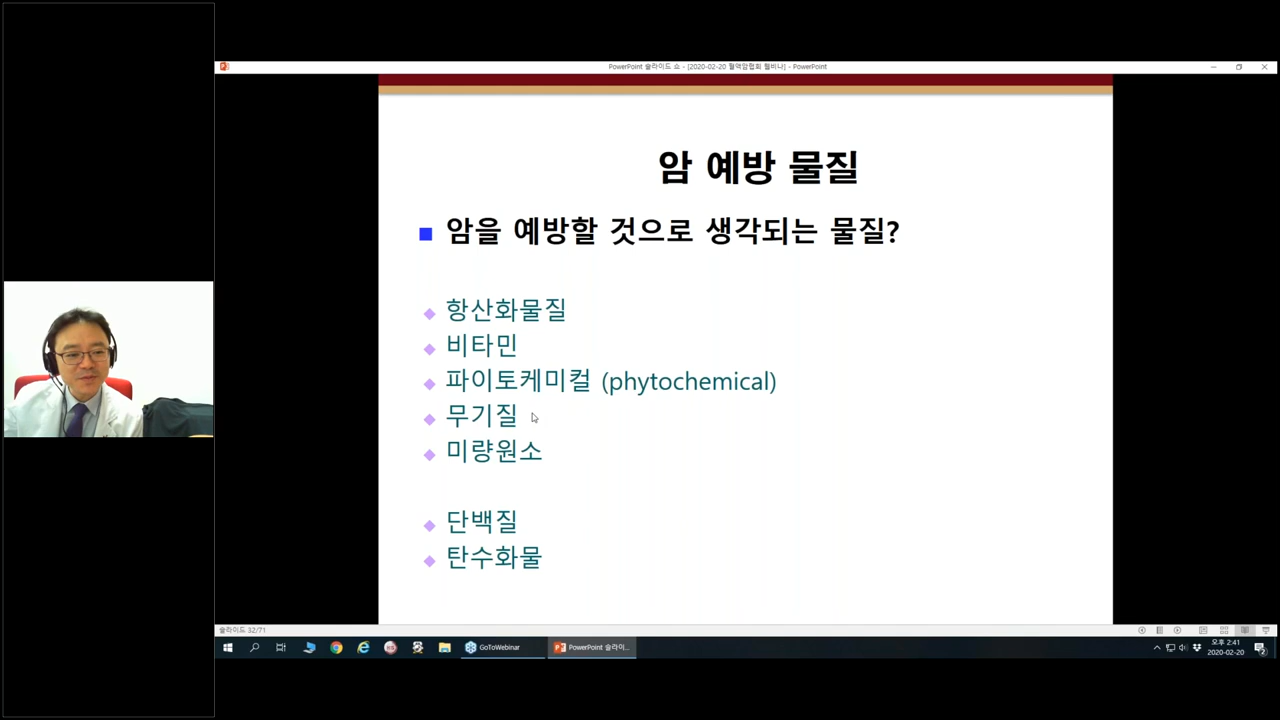 PowerPoint 슬라이드 쇼 - [2020-02-20 혈액암협회 웹비나] - PowerPoint
암 예방 물질
암을 예방할 것으로 생각되는 물질?
항산화물질
비타민
파이토케미컬 (phytochemical)
무기질
미량원소
단백질
탄수화물
슬라이드 32/71
GoToWebinar
PowerPoint 슬라이...
오후 2:41
2020-02-20